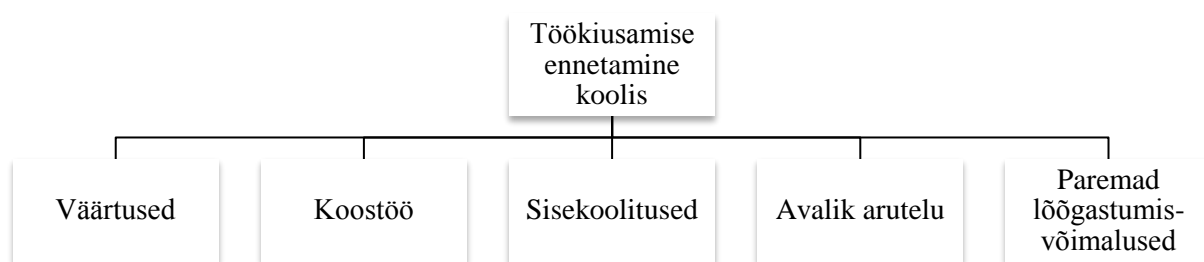 Töökiusamise
ennetamine
koolis
Väärtused
Koostöö
Sisekoolitused
Avalik arutelu
Paremad
lõõgastumis-
võimalused